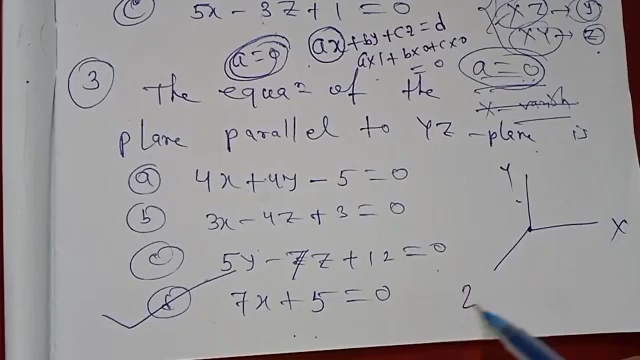 C 5x - 3z + 1 = 0
XZ → y
XY → z
a = 0 ax + by + cz = d
ax1 + bx0 + cx0
= 0
a = 0
3 The equa= of the x-vanish
plane parallel to YZ-plane is
a 4x + 4y - 5 = 0
b 3x - 4z + 3 = 0
c 5y - 7z + 12 = 0
7x + 5 = 0
Y
X
Z